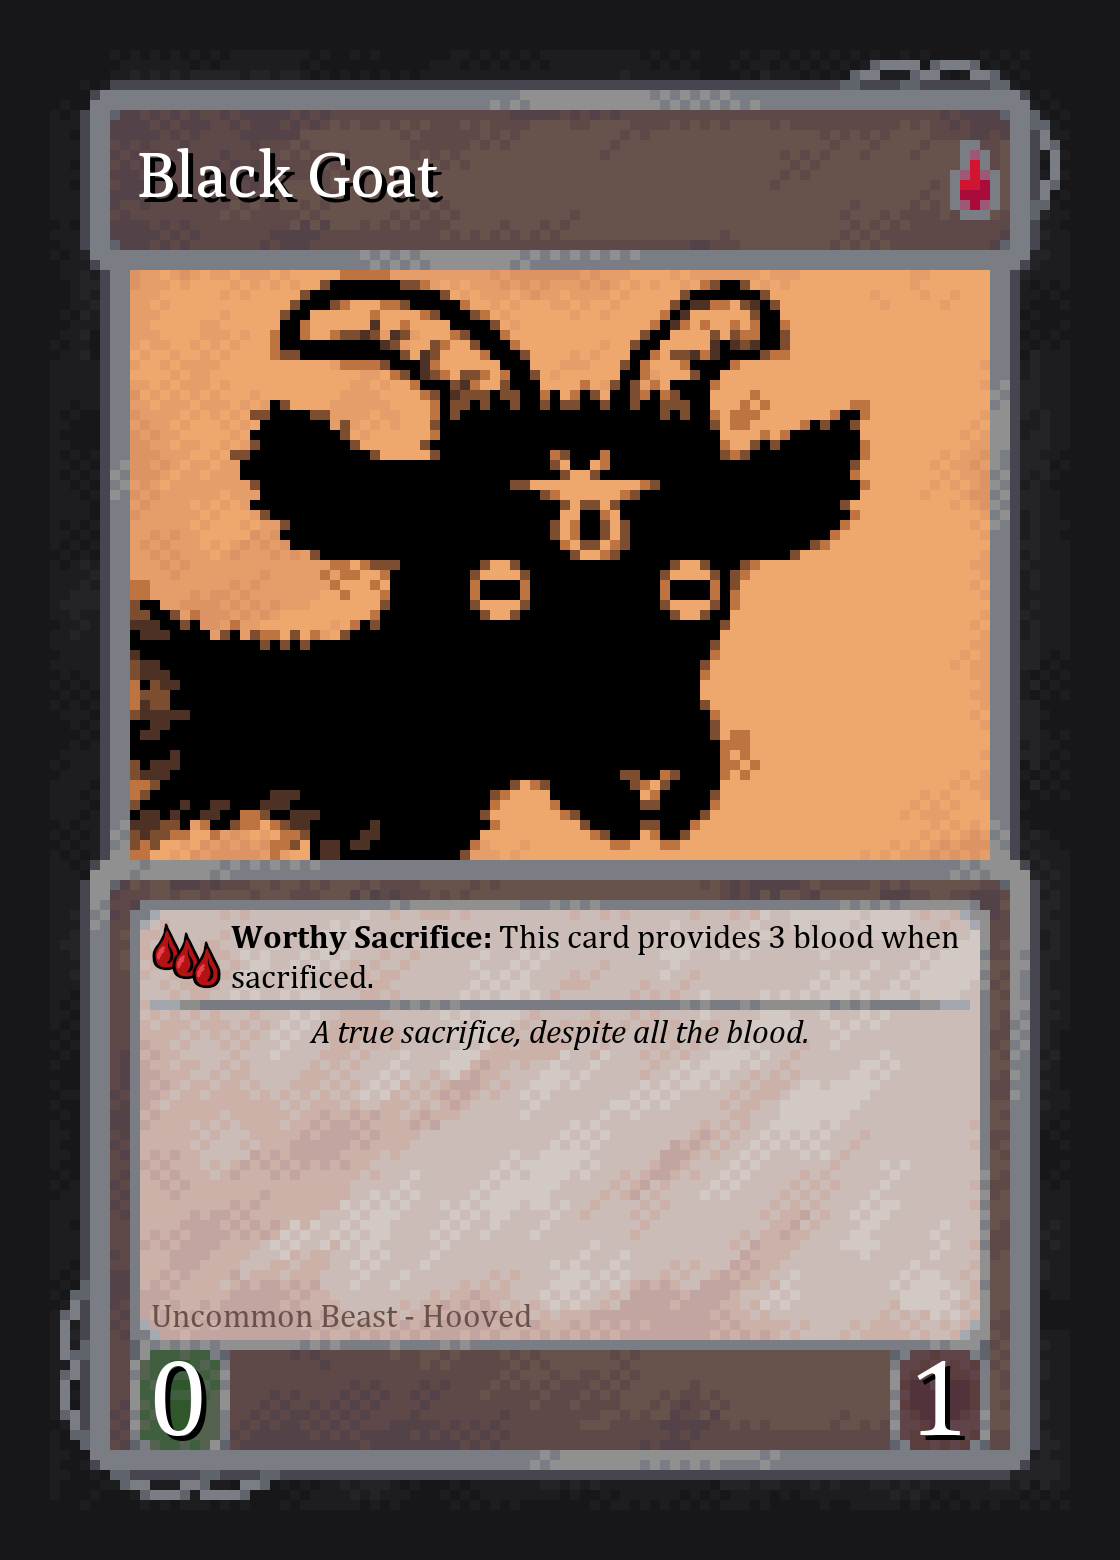 Black Goat
Worthy Sacrifice: This card provides 3 blood when
sacrificed.
A true sacrifice, despite all the blood.
Uncommon Beast - Hooved
0
1